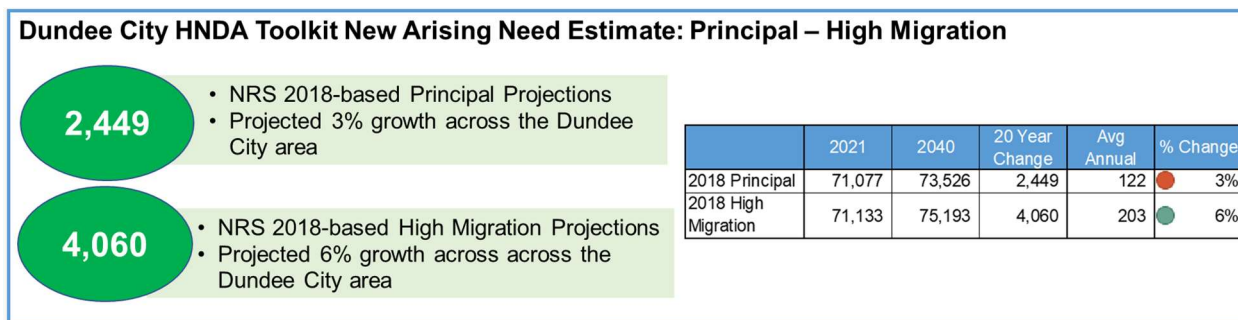 Dundee City HNDA Toolkit New Arising Need Estimate: Principal – High Migration
2,449
• NRS 2018-based Principal Projections
• Projected 3% growth across the Dundee
City area
4,060
• NRS 2018-based High Migration Projections
• Projected 6% growth across across the
Dundee City area
2021 2040 20 Year Change Avg Annual % Change
2018 Principal 71,077 73,526 2,449 122 3%
2018 High Migration 71,133 75,193 4,060 203 6%